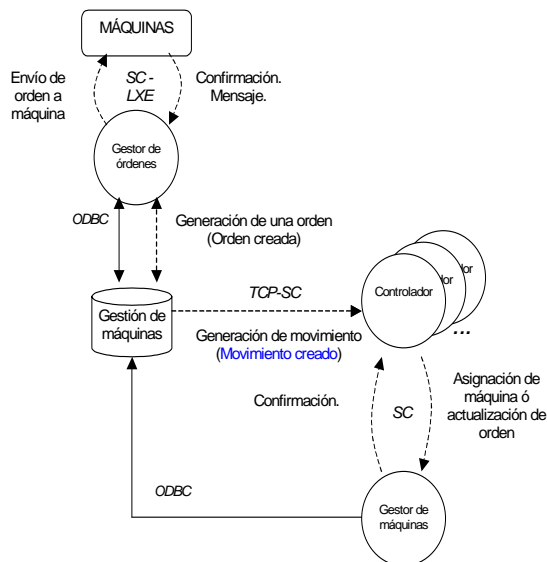 MÁQUINAS
Envío de
orden a
máquina
SC -
LXE
Confirmación.
Mensaje.
Gestor de
órdenes
ODBC
Generación de una orden
(Orden creada)
Gestión de
máquinas
TCP-SC
Controlador
dor
dor
...
Generación de movimiento
(Movimiento creado)
Confirmación.
SC
Asignación de
máquina ó
actualización de
orden
ODBC
Gestor de
máquinas